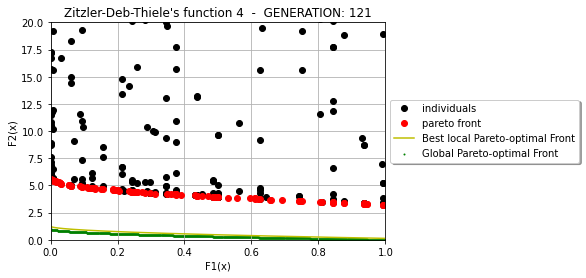 Zitzler-Deb-Thiele's function 4 - GENERATION: 121
20.0
17.5
15.0
12.5
10.0
7.5
5.0
2.5
0.0
F2(x)
0.0 0.2 0.4 0.6 0.8 1.0
F1(x)
individuals
pareto front
Best local Pareto-optimal Front
Global Pareto-optimal Front